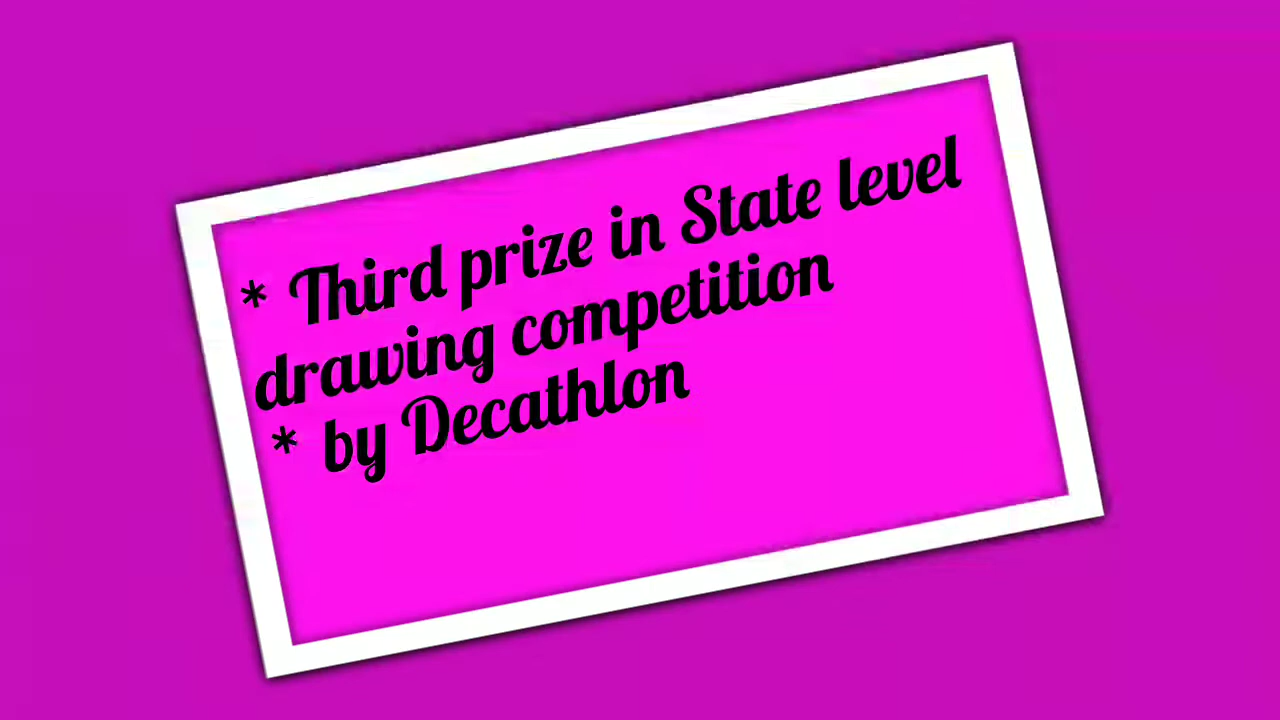 * Third prize in State level
drawing competition
* by Decathlon